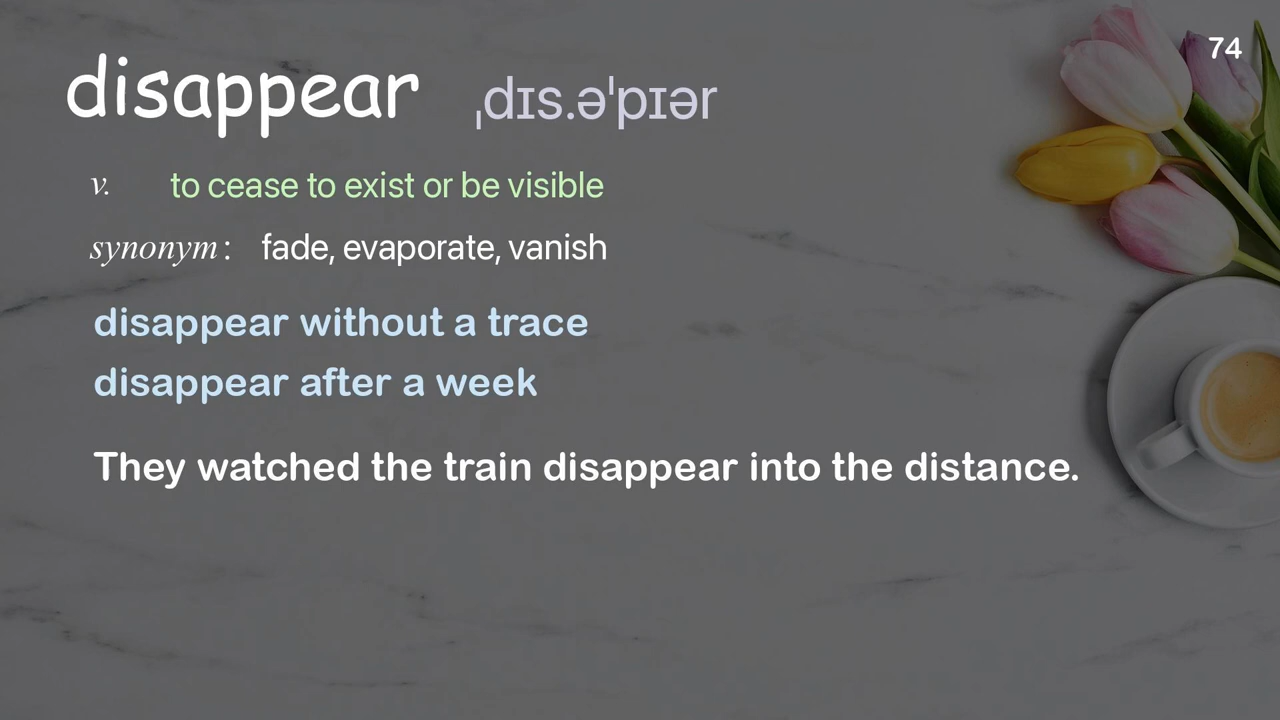 74
disappear ˌdɪs.əˈpɪər
v. to cease to exist or be visible
synonym: fade, evaporate, vanish
disappear without a trace
disappear after a week
They watched the train disappear into the distance.